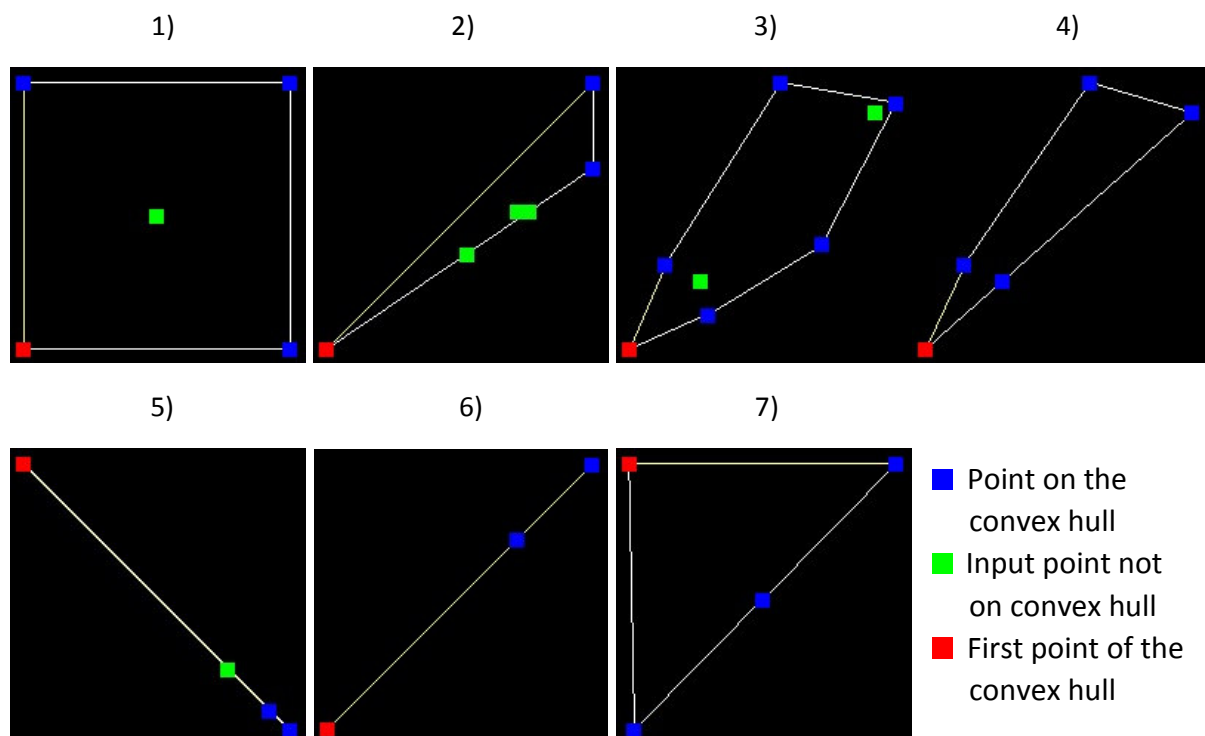 1)
2)
3)
4)
5)
6)
7)
Point on the
convex hull
Input point not
on convex hull
First point of the
convex hull